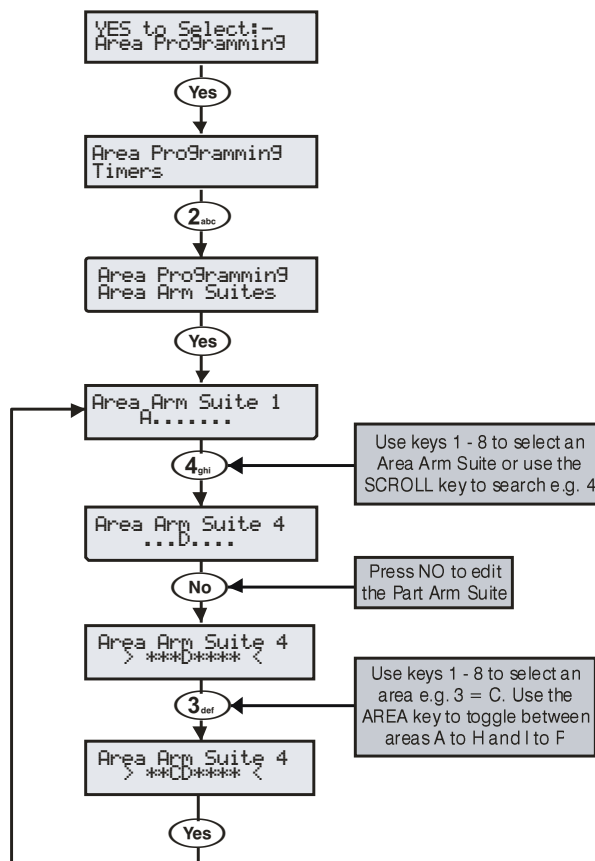 YES to Select:-
Area Programming
Yes
Area Programming
Timers
2abc
Area Programming
Area Arm Suites
Yes
Area Arm Suite 1
A.......
4ghi
Use keys 1 - 8 to select an
Area Arm Suite or use the
SCROLL key to search e.g. 4
Area Arm Suite 4
...D....
No
Press NO to edit
the Part Arm Suite
Area Arm Suite 4
> ***D**** <
3def
Use keys 1 - 8 to select an
area e.g. 3 = C. Use the
AREA key to toggle between
areas A to H and I to P
Area Arm Suite 4
> **CD**** <
Yes